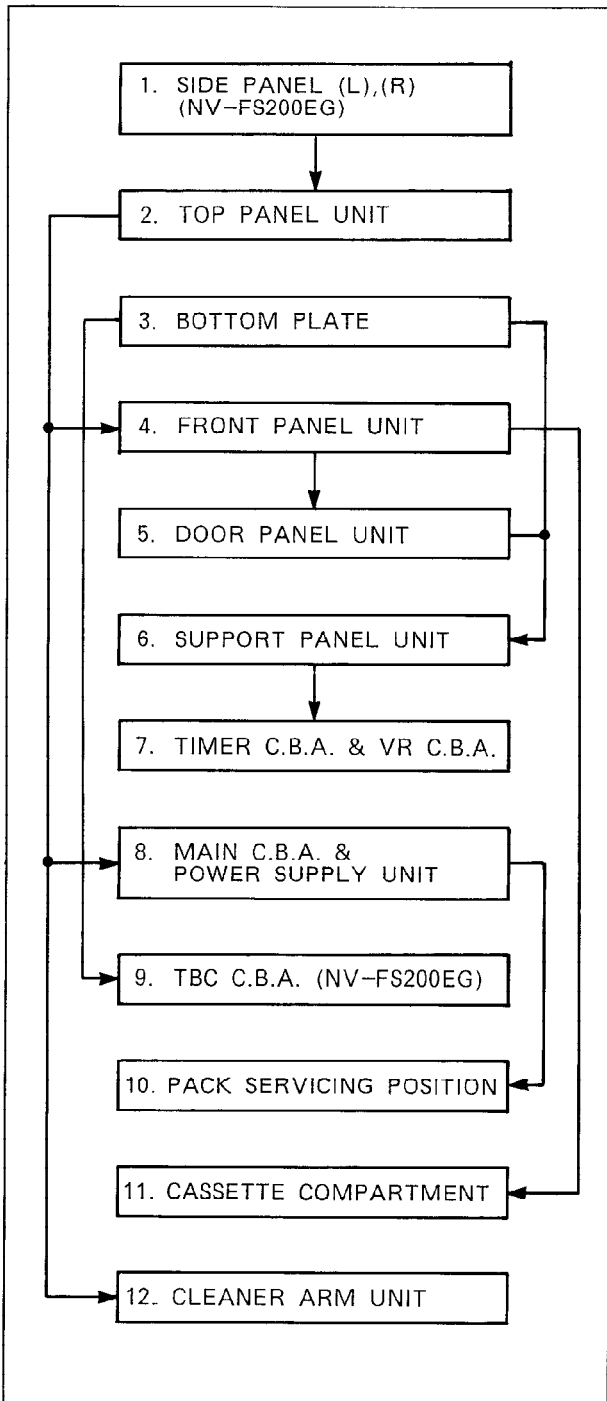 1. SIDE PANEL (L),(R)
(NV-FS200EG)
2. TOP PANEL UNIT
3. BOTTOM PLATE
4. FRONT PANEL UNIT
5. DOOR PANEL UNIT
6. SUPPORT PANEL UNIT
7. TIMER C.B.A. & VR C.B.A.
8. MAIN C.B.A. &
POWER SUPPLY UNIT
9. TBC C.B.A. (NV-FS200EG)
10. PACK SERVICING POSITION
11. CASSETTE COMPARTMENT
12. CLEANER ARM UNIT